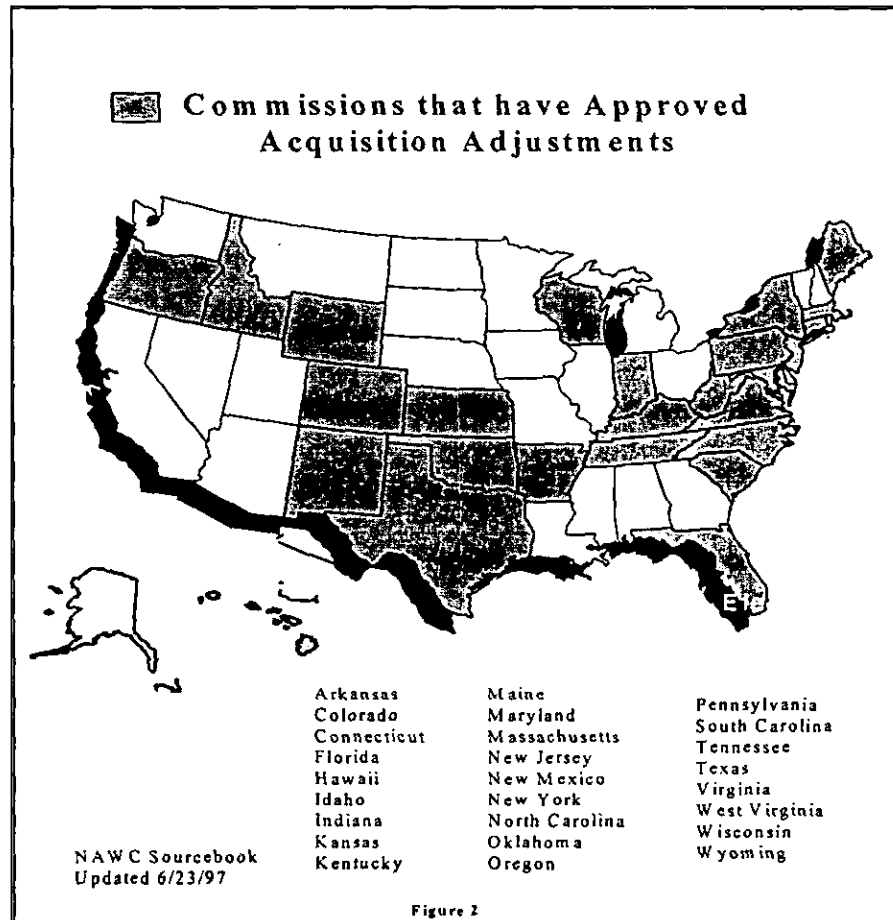 Commissions that have Approved
Acquisition Adjustments
Arkansas
Colorado
Connecticut
Florida
Hawaii
Idaho
Indiana
Kansas
Kentucky
Maine
Maryland
Massachusetts
New Jersey
New Mexico
New York
North Carolina
Oklahoma
Oregon
Pennsylvania
South Carolina
Tennessee
Texas
Virginia
West Virginia
Wisconsin
Wyoming
NAWC Sourcebook
Updated 6/23/97
Figure 2